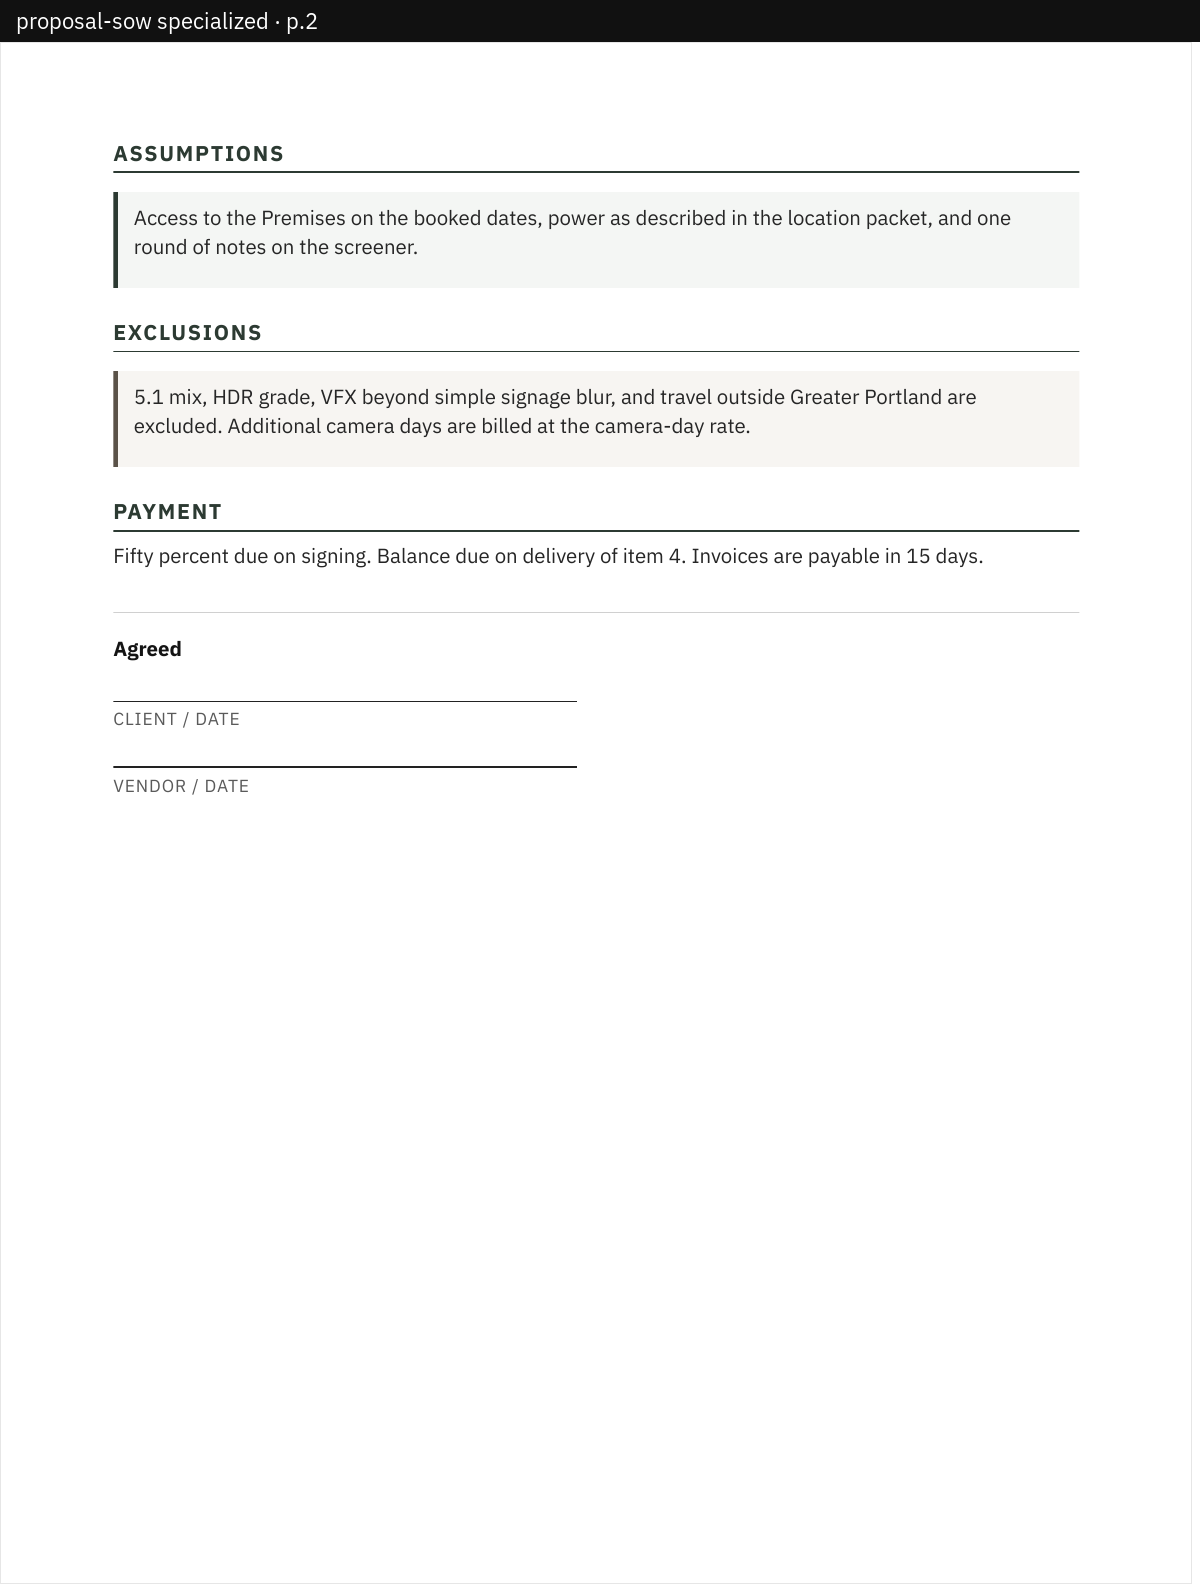 proposal-sow specialized · p.2
ASSUMPTIONS
Access to the Premises on the booked dates, power as described in the location packet, and one
round of notes on the screener.
EXCLUSIONS
5.1 mix, HDR grade, VFX beyond simple signage blur, and travel outside Greater Portland are
excluded. Additional camera days are billed at the camera-day rate.
PAYMENT
Fifty percent due on signing. Balance due on delivery of item 4. Invoices are payable in 15 days.
Agreed
CLIENT / DATE
VENDOR / DATE